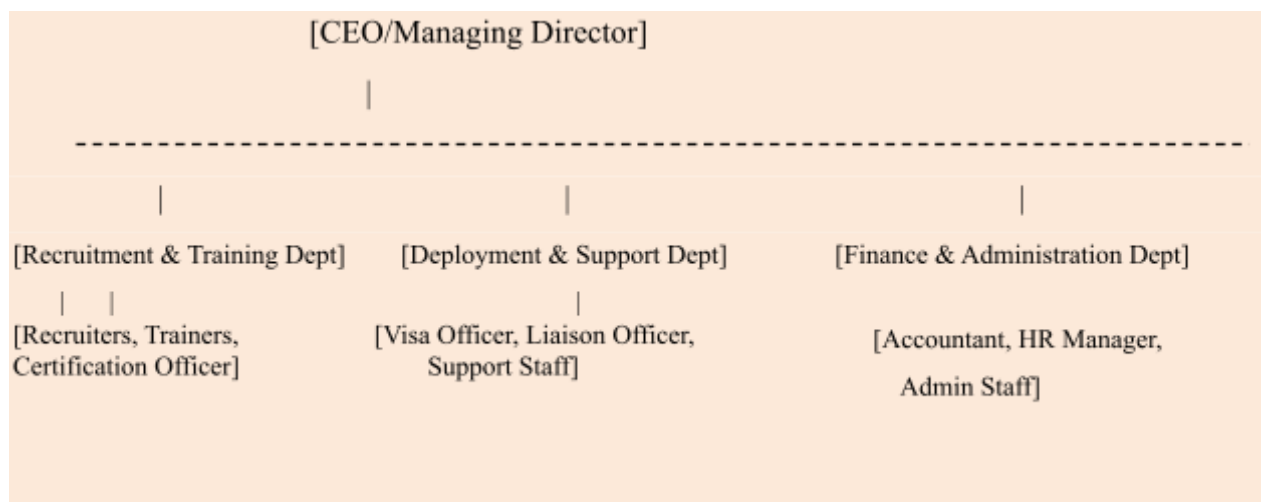 [CEO/Managing Director]
|
--------------------------------------------------------------------------
| | |
[Recruitment & Training Dept] [Deployment & Support Dept] [Finance & Administration Dept]
| | |
[Recruiters, Trainers, [Visa Officer, Liaison Officer, [Accountant, HR Manager,
Certification Officer] Support Staff] Admin Staff]